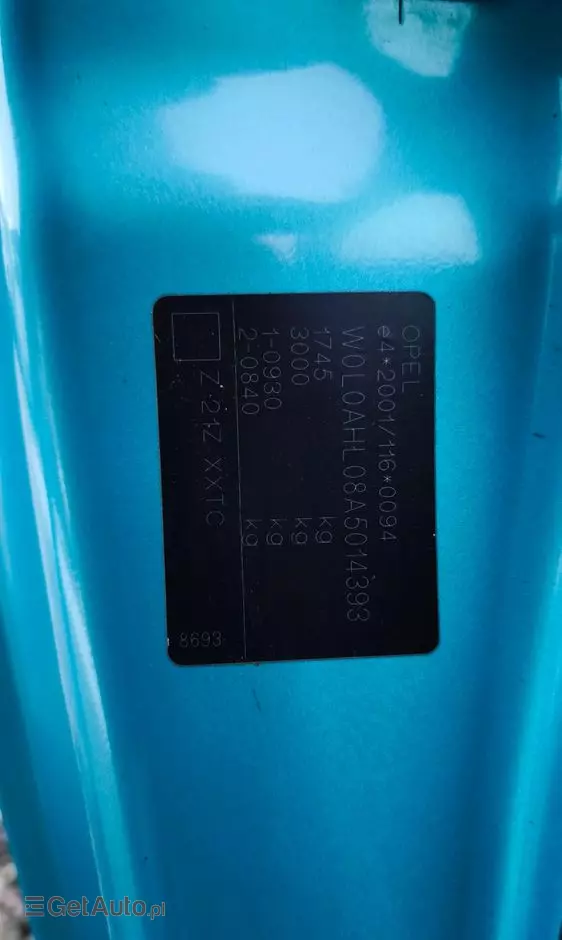 OPEL
e4*2001/116*0094
W0L0AHL08A5014393
1745 kg
3000 kg
1-0930 kg
2-0840 kg
Z 21Z XXTC
8693
GetAuto.pl